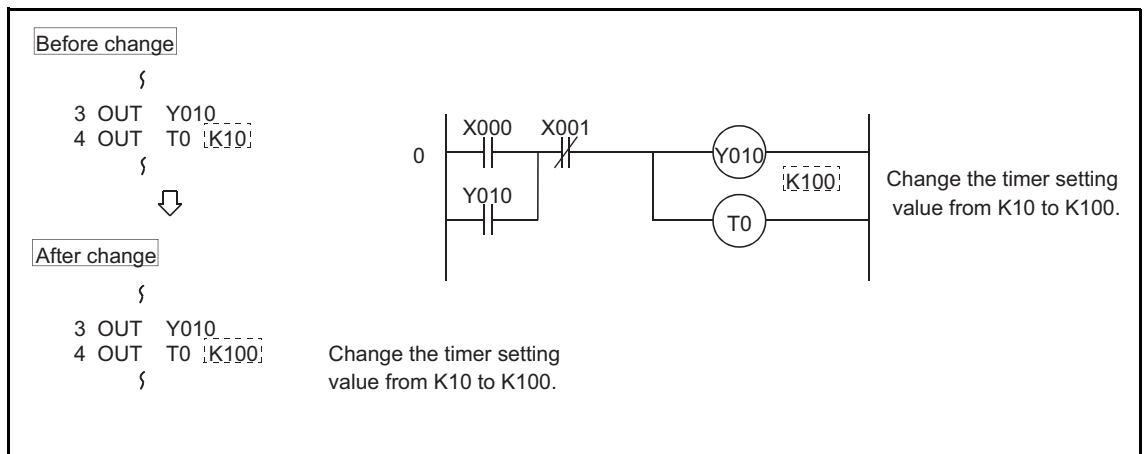 Before change
3 OUT Y010
4 OUT T0 K10
After change
3 OUT Y010
4 OUT T0 K100
Change the timer setting
value from K10 to K100.
X000 X001
0
Y010
K100
Y010
T0
Change the timer setting
value from K10 to K100.